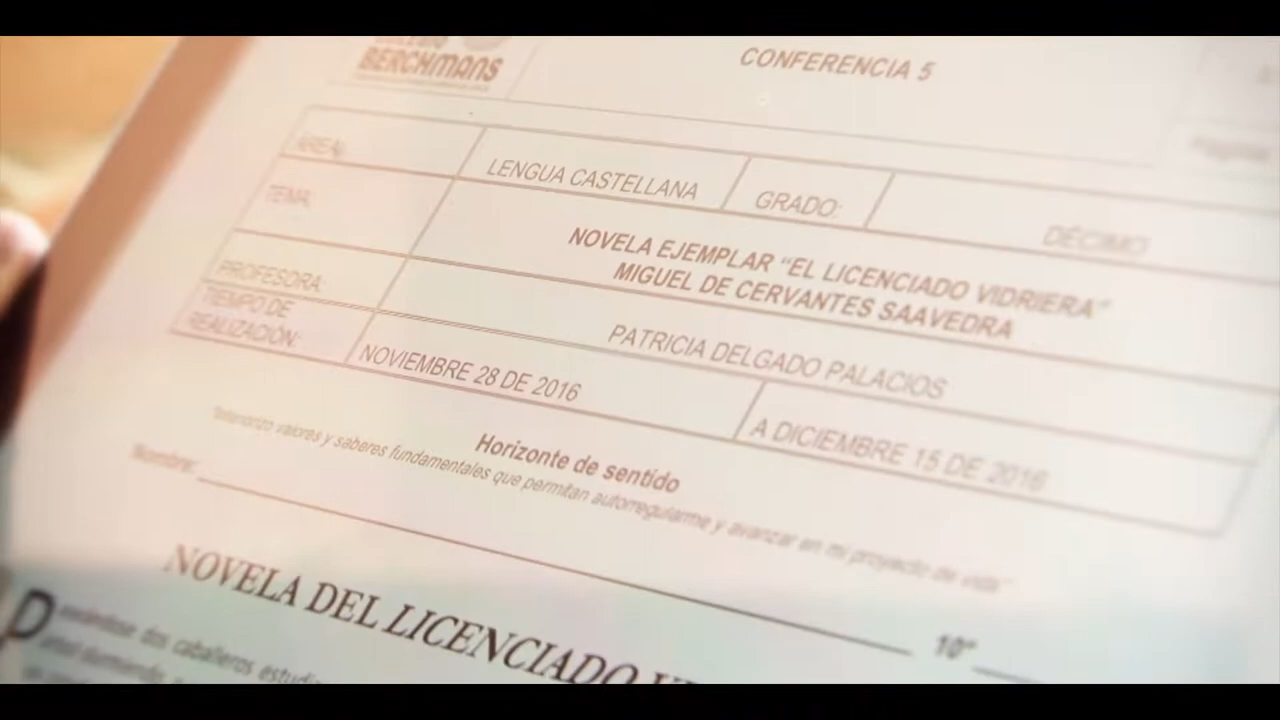 BERCHMANS
CONFERENCIA 5
ÁREA: LENGUA CASTELLANA GRADO: DÉCIMO
TEMA: NOVELA EJEMPLAR “EL LICENCIADO VIDRIERA”
MIGUEL DE CERVANTES SAAVEDRA
PROFESORA: PATRICIA DELGADO PALACIOS
TIEMPO DE
REALIZACIÓN: NOVIEMBRE 28 DE 2016 A DICIEMBRE 15 DE 2016
Horizonte de sentido
valores y saberes fundamentales que permitan autorregularme y avanzar en mi proyecto de vida”
Nombre: 10°
NOVELA DEL LICENCIADO
dos caballeros